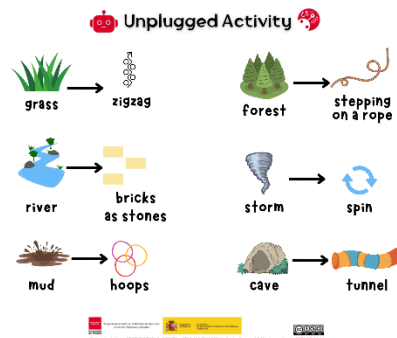 Unplugged Activity
grass
zigzag
forest
stepping
on a rope
river
bricks
as stones
storm
spin
mud
hoops
cave
tunnel